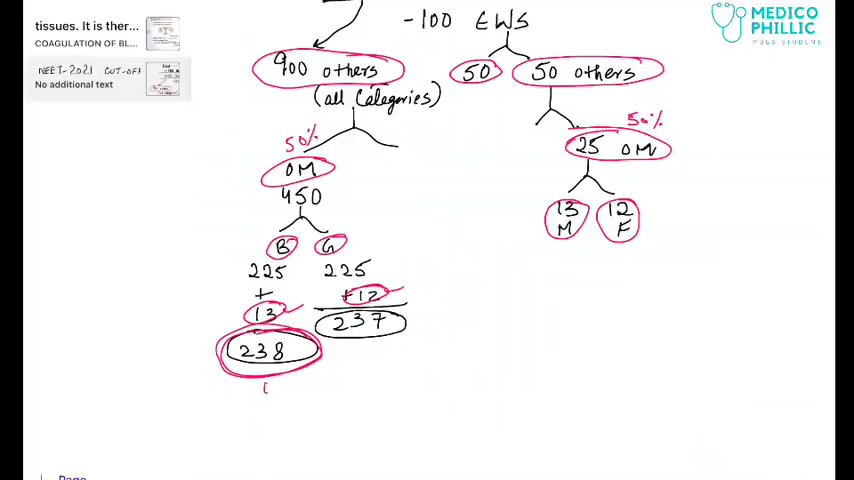 tissues. It is ther...
COAGULATION OF BL...
NEET-2021 CUT-OFF
No additional text
MEDICO
PHILLIC
MBBS STUDENT
-100 EWS
900 others
(all Categories)
50
50 others
50%
OM
450
B G
225 225
+
13
+12
237
238
50%
25 OM
13
M
12
F
Page